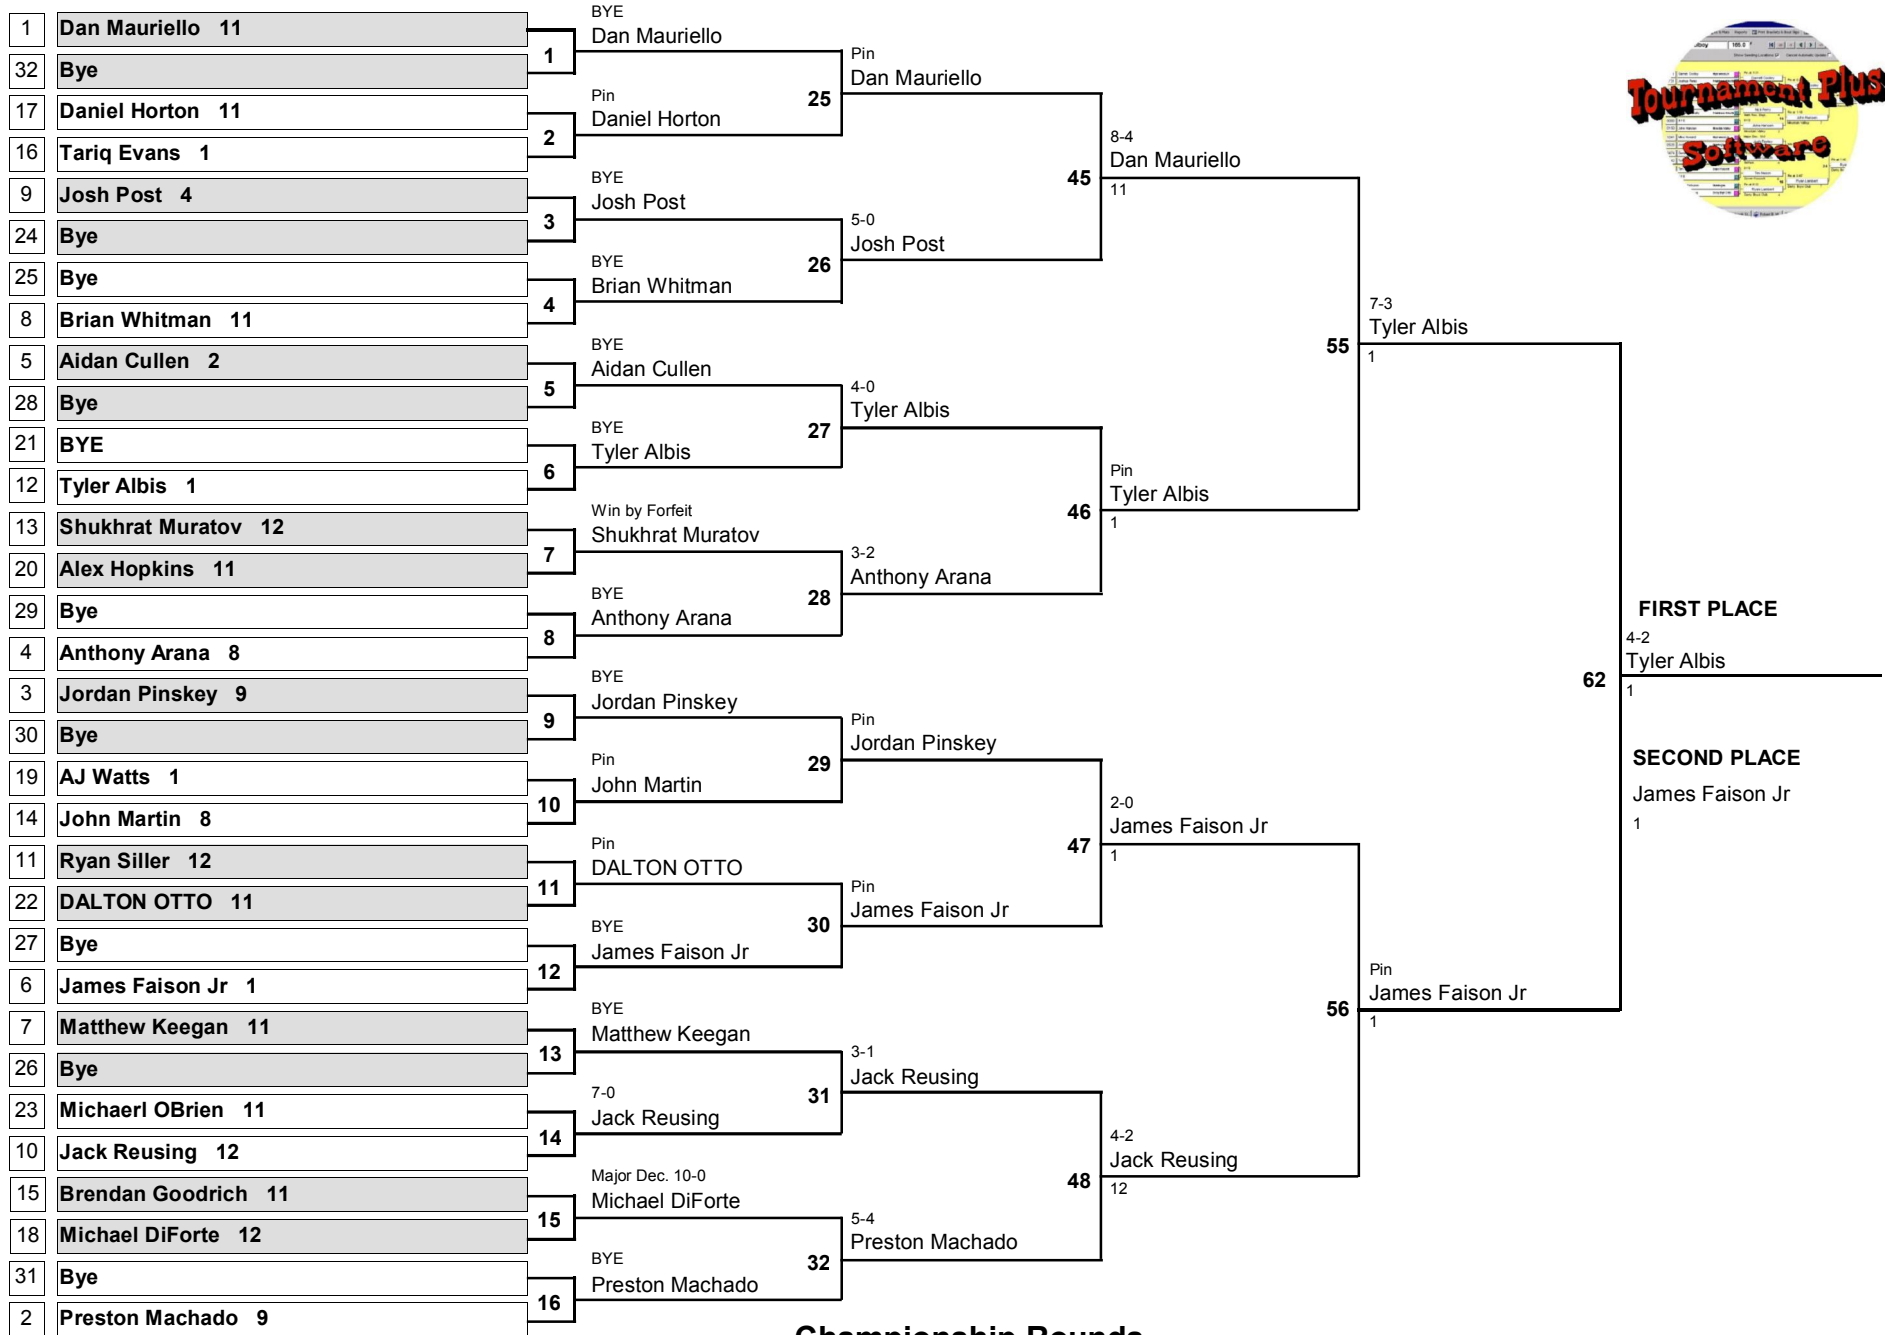 1 Dan Mauriello 11
32 Bye
17 Daniel Horton 11
16 Tariq Evans 1
9 Josh Post 4
24 Bye
25 Bye
8 Brian Whitman 11
5 Aidan Cullen 2
28 Bye
21 BYE
12 Tyler Albis 1
13 Shukhrat Muratov 12
20 Alex Hopkins 11
29 Bye
4 Anthony Arana 8
3 Jordan Pinskey 9
30 Bye
19 AJ Watts 1
14 John Martin 8
11 Ryan Siller 12
22 DALTON OTTO 11
27 Bye
6 James Faison Jr 1
7 Matthew Keegan 11
26 Bye
23 Michaerl OBrien 11
10 Jack Reusing 12
15 Brendan Goodrich 11
18 Michael DiForte 12
31 Bye
2 Preston Machado 9
BYE
Dan Mauriello
1
Pin
Daniel Horton
2
BYE
Josh Post
3
BYE
Brian Whitman
4
BYE
Aidan Cullen
5
BYE
Tyler Albis
6
Win by Forfeit
Shukhrat Muratov
7
BYE
Anthony Arana
8
BYE
Jordan Pinskey
9
Pin
John Martin
10
Pin
DALTON OTTO
11
BYE
James Faison Jr
12
BYE
Matthew Keegan
13
7-0
Jack Reusing
14
Major Dec. 10-0
Michael DiForte
15
BYE
Preston Machado
16
Pin
Dan Mauriello
25
5-0
Josh Post
26
4-0
Tyler Albis
27
3-2
Anthony Arana
28
Pin
Jordan Pinskey
29
Pin
James Faison Jr
30
3-1
Jack Reusing
31
5-4
Preston Machado
32
8-4
Dan Mauriello
45
11
Pin
Tyler Albis
46
1
2-0
James Faison Jr
47
1
4-2
Jack Reusing
48
12
7-3
Tyler Albis
55
1
Pin
James Faison Jr
56
1
FIRST PLACE
4-2
Tyler Albis
62
1
SECOND PLACE
James Faison Jr
1
Tournament Plus
Software
Championship Rounds